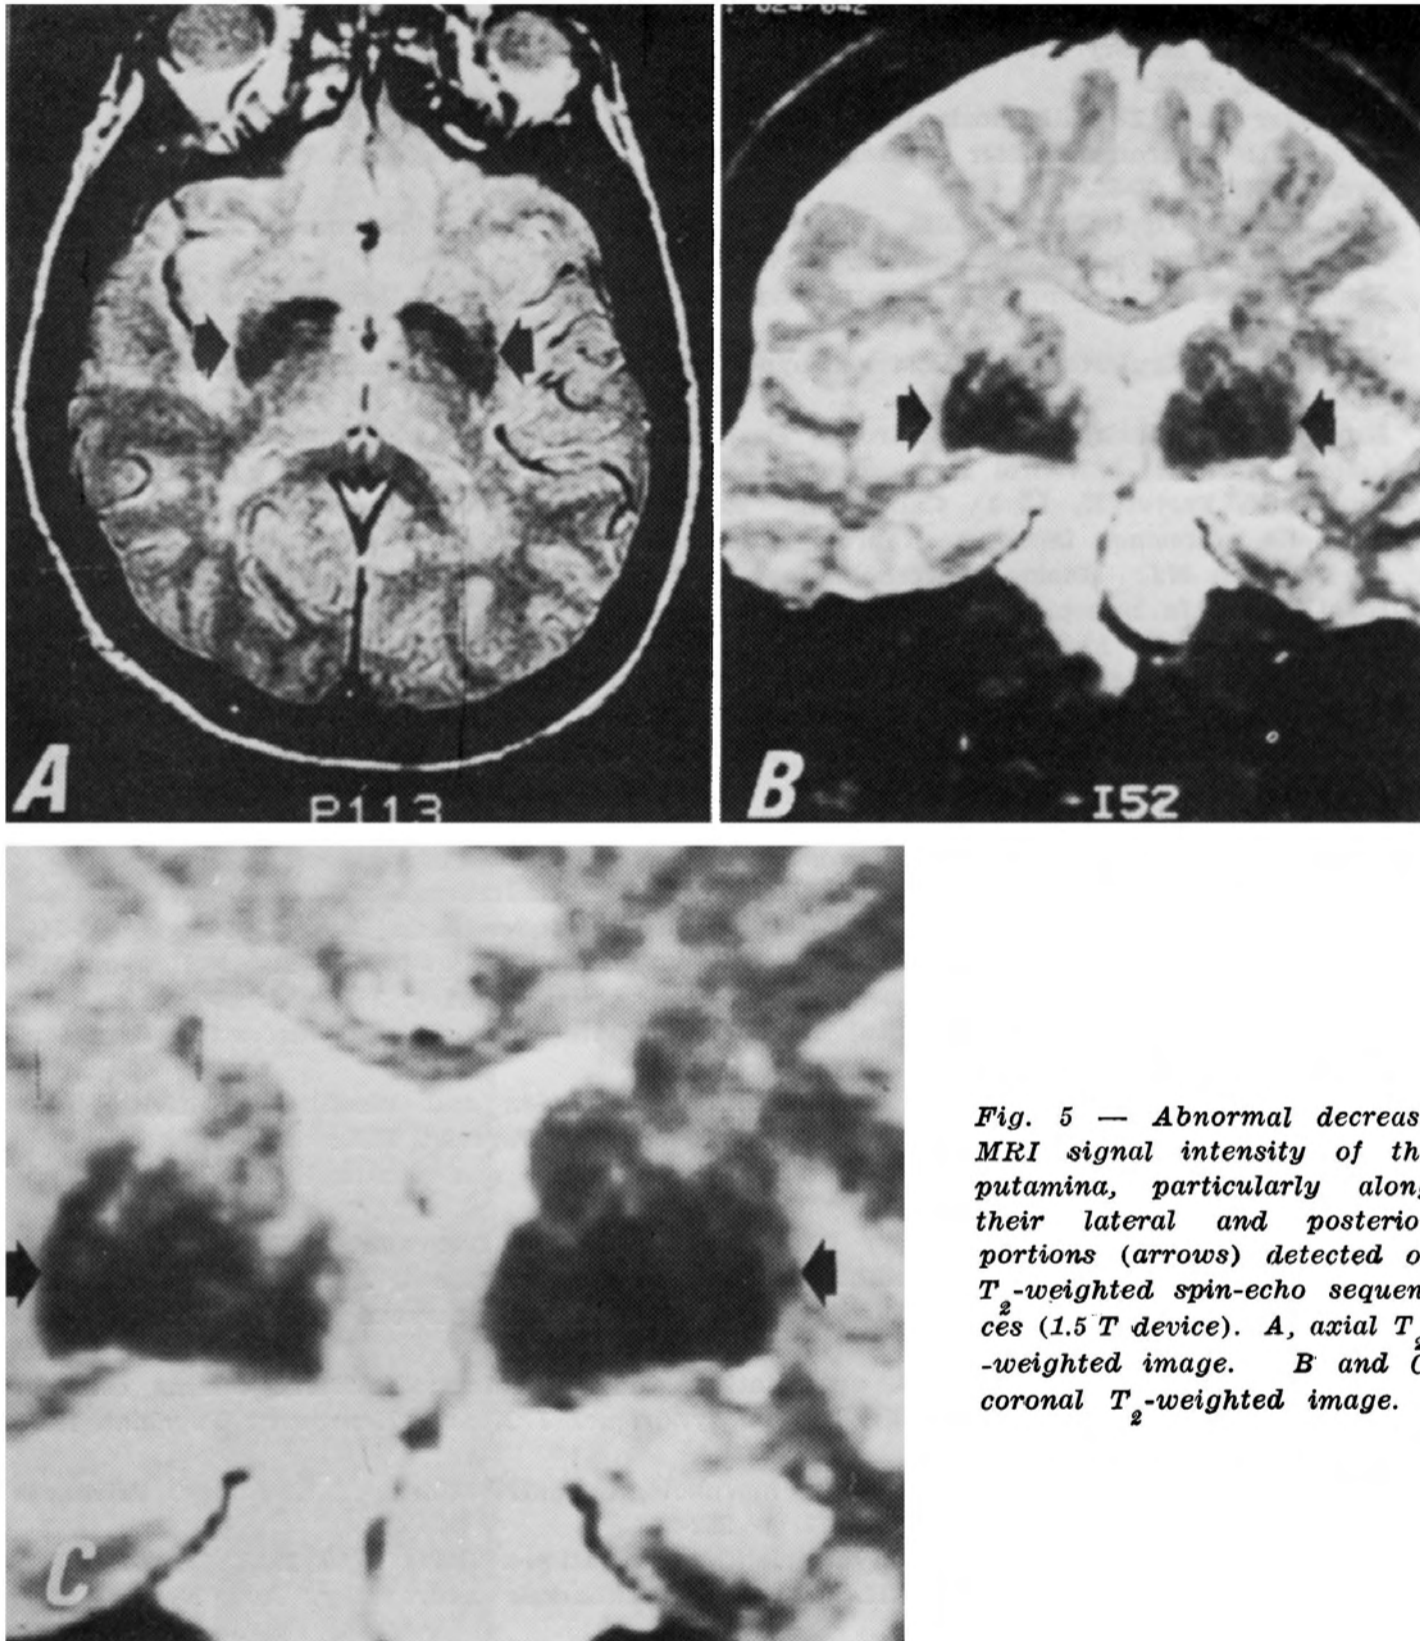 A
P113
B
I52
C
Fig. 5 — Abnormal decreas
MRI signal intensity of th
putamina, particularly along
their lateral and posterio
portions (arrows) detected o
T₂-weighted spin-echo sequen
ces (1.5 T device). A, axial T₂
-weighted image. B and C
coronal T₂-weighted image.